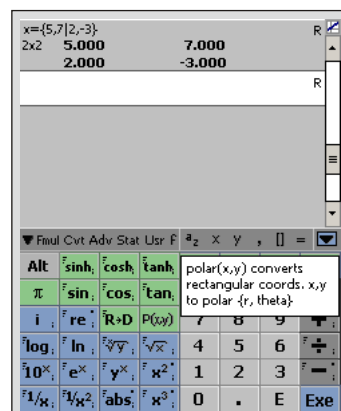 x={5,7|2,-3} R
2x2 5.000 7.000
2.000 -3.000
R
▼ Fmul Cvt Adv Stat Usr F a z x y , [] =
Alt sinh cosh tanh
polar(x,y) converts
rectangular coords. x,y
to polar {r, theta}
π sin cos tan
i re R→D P(x,y) 7 8 9 +
log ln ˣ√y √x 4 5 6 ÷
10ˣ eˣ yˣ x² 1 2 3 −
1/x 1/x² abs x³ 0 . E Exe